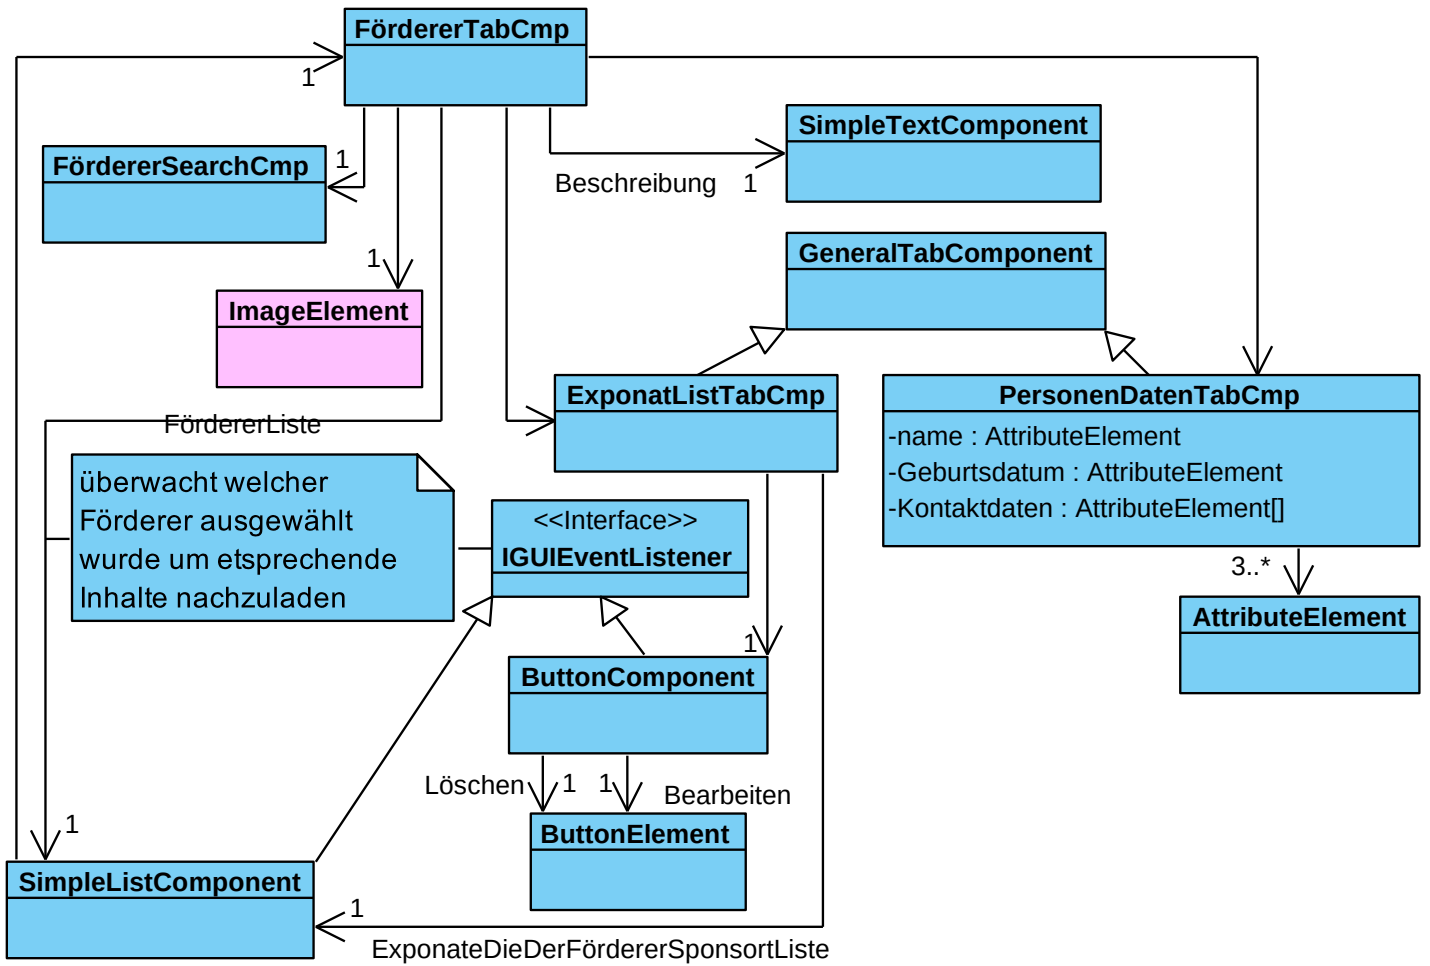 FördererTabCmp
1
SimpleTextComponent
FördererSearchCmp
1
Beschreibung 1
GeneralTabComponent
1
ImageElement
ExponatListTabCmp
PersonenDatenTabCmp
-name : AttributeElement
-Geburtsdatum : AttributeElement
-Kontaktdaten : AttributeElement[]
FördererListe
überwacht welcher
Förderer ausgewählt
wurde um etsprechende
Inhalte nachzuladen
<<Interface>>
IGUIEventListener
3..*
AttributeElement
1
ButtonComponent
Löschen 1 1 Bearbeiten
ButtonElement
1
SimpleListComponent
1
ExponateDieDerFördererSponsortListe